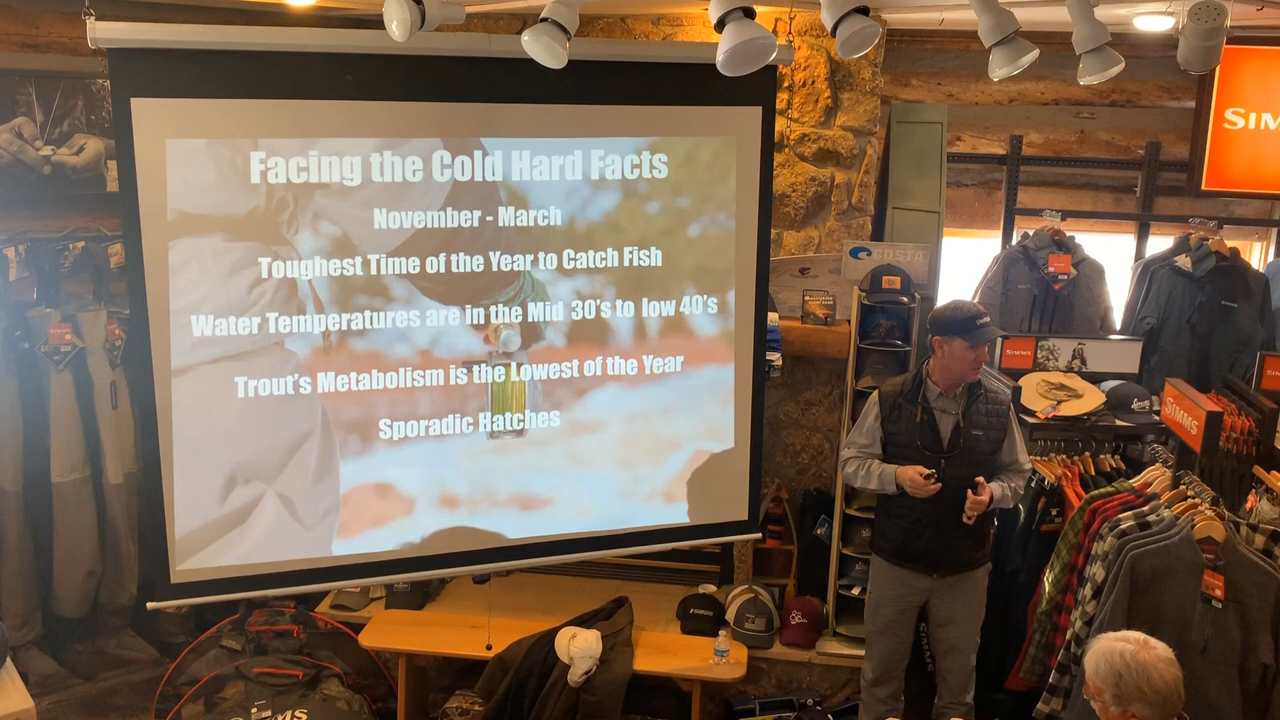 Facing the Cold Hard Facts
November - March
Toughest Time of the Year to Catch Fish
Water Temperatures are in the Mid 30's to low 40's
Trout's Metabolism is the Lowest of the Year
Sporadic Hatches
SIM
COSTA
SIMMS
SIMMS
SIMMS